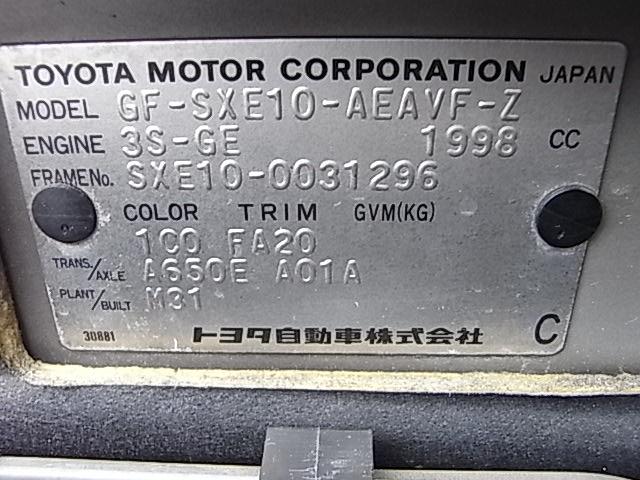 TOYOTA MOTOR CORPORATION JAPAN
MODEL GF-SXE10-AEAVF-Z
ENGINE 3S-GE 1998 CC
FRAME No. SXE10-0031296
COLOR TRIM GVM(KG)
1C0 FA20
TRANS./AXLE A650E A01A
PLANT/BUILT M31
30881 トヨタ自動車株式会社 C